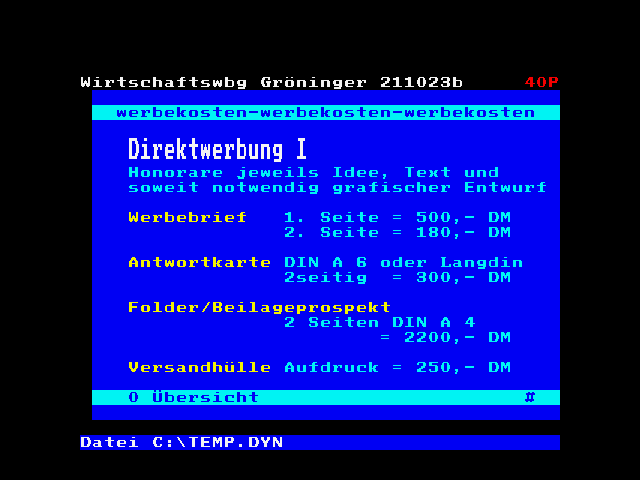 Wirtschaftswbg Gröninger 211023b 40P
werbekosten-werbekosten-werbekosten
Direktwerbung I
Honorare jeweils Idee, Text und
soweit notwendig grafischer Entwurf
Werbebrief 1. Seite = 500,- DM
2. Seite = 180,- DM
Antwortkarte DIN A 6 oder Langdin
2seitig = 300,- DM
Folder/Beilageprospekt
2 Seiten DIN A 4
= 2200,- DM
Versandhülle Aufdruck = 250,- DM
0 Übersicht #
Datei C:\TEMP.DYN